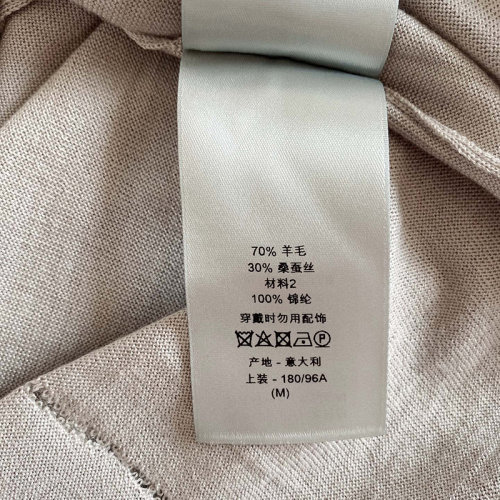 70% 羊毛
30% 桑蚕丝
材料2
100% 锦纶
穿戴时勿用配饰
P
产地 - 意大利
上装 - 180/96A
(M)